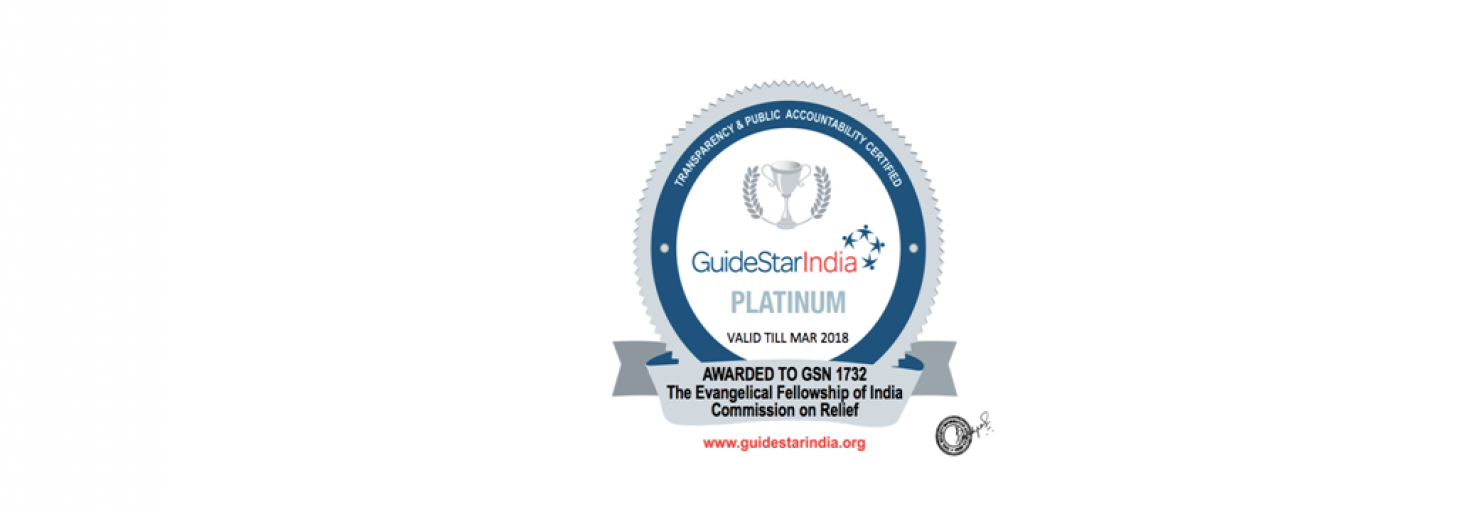 TRANSPARENCY & PUBLIC ACCOUNTABILITY CERTIFIED
GuideStarIndia
PLATINUM
VALID TILL MAR 2018
AWARDED TO GSN 1732
The Evangelical Fellowship of India
Commission on Relief
www.guidestarindia.org